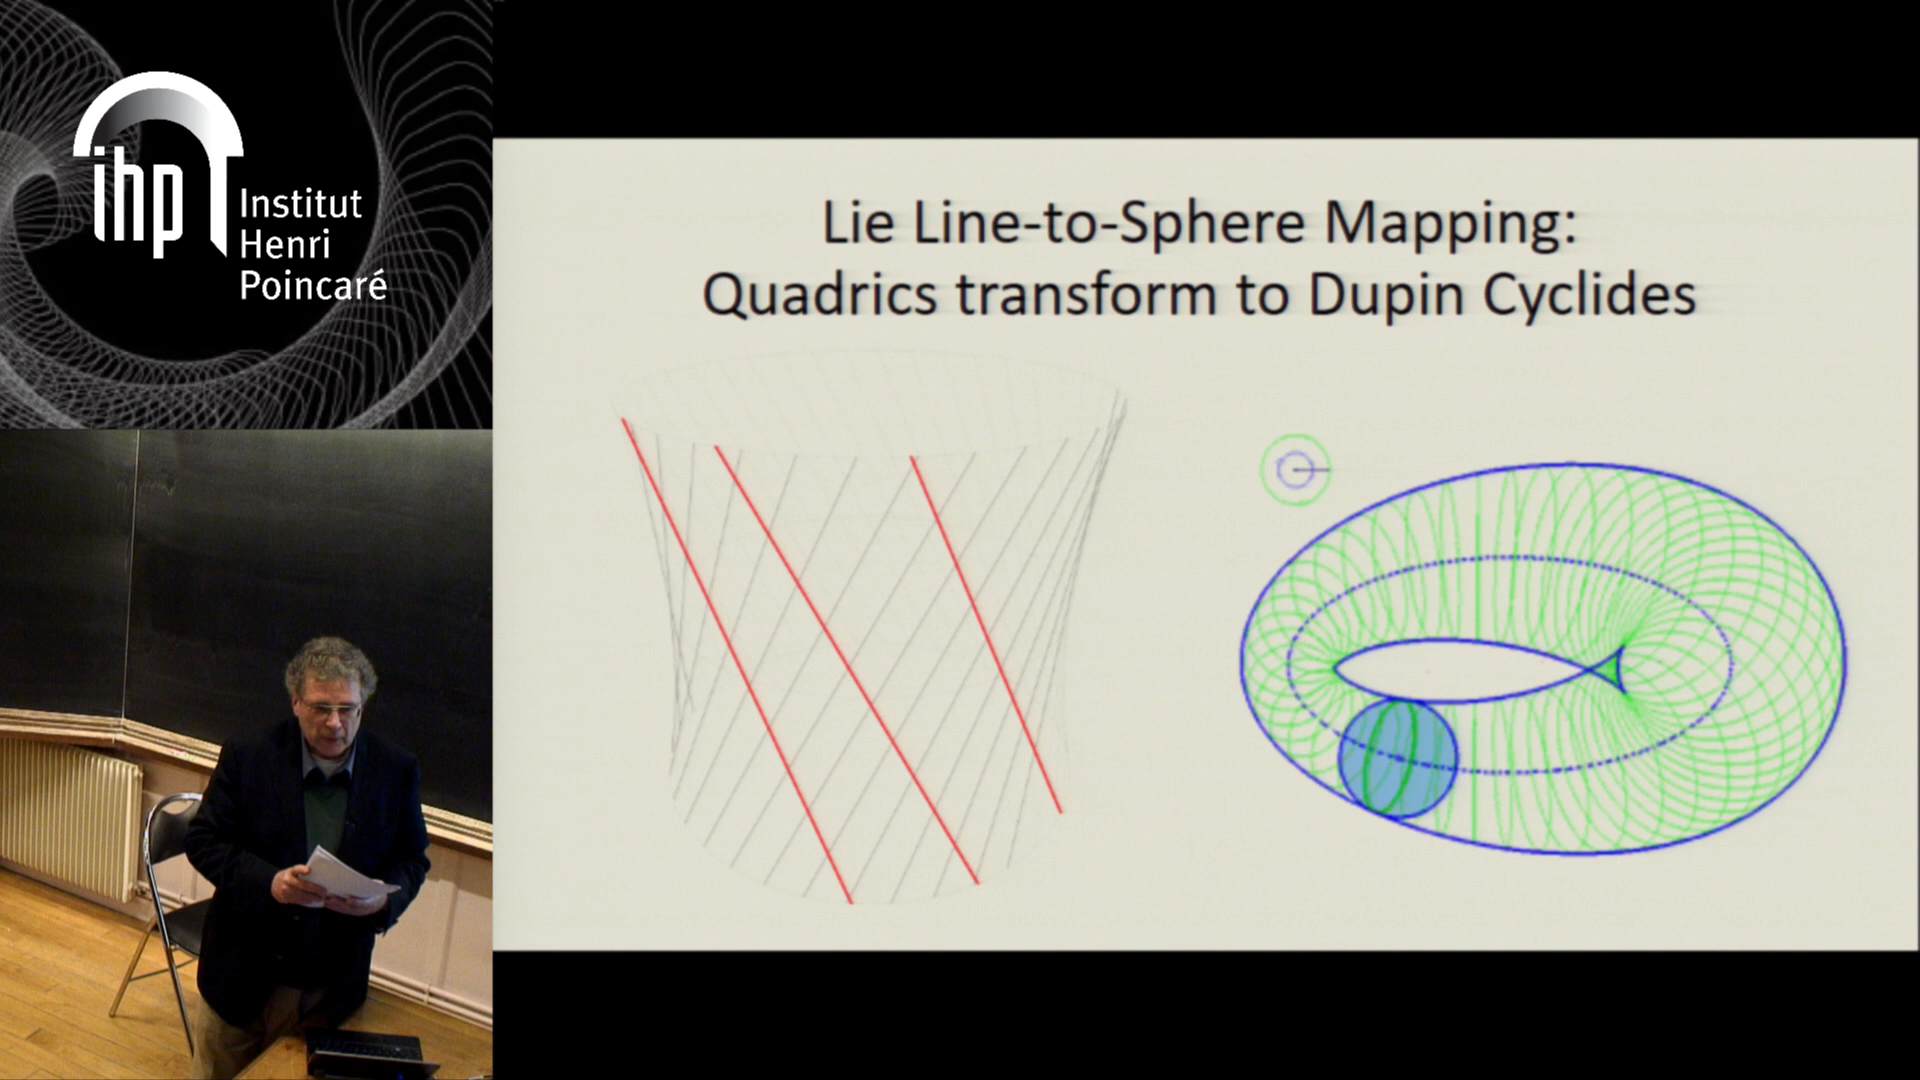 ihp
Institut
Henri
Poincaré
Lie Line-to-Sphere Mapping:
Quadrics transform to Dupin Cyclides